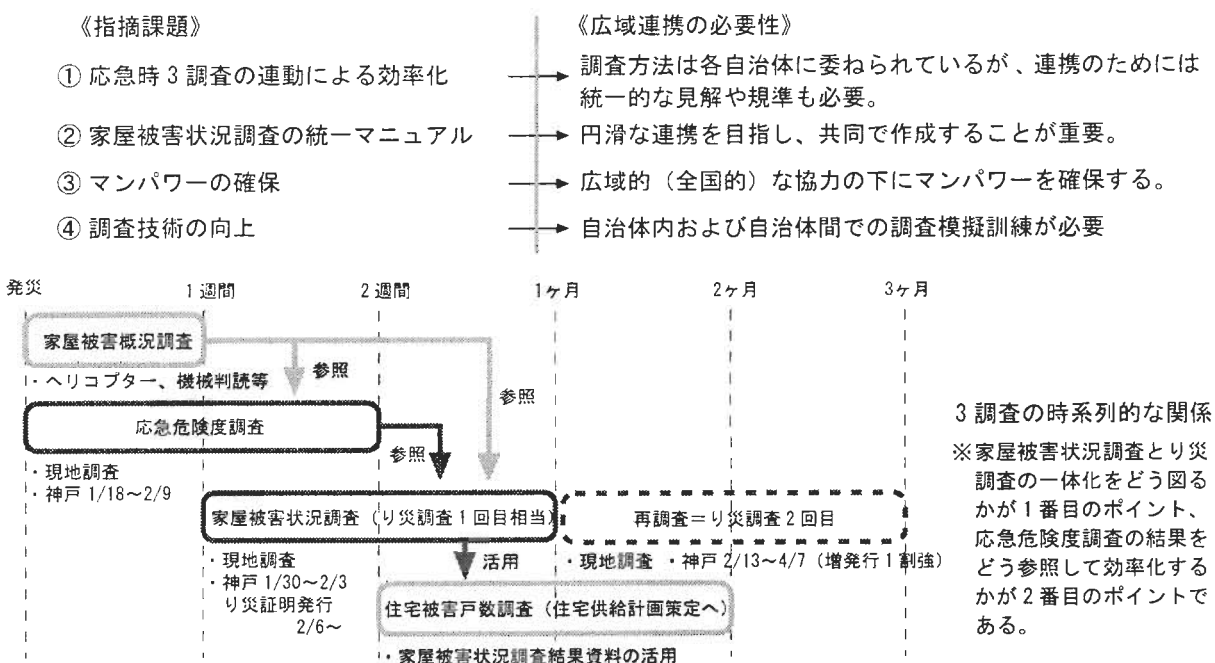 《指摘課題》
《広域連携の必要性》
① 応急時3調査の連動による効率化
調査方法は各自治体に委ねられているが、連携のためには
統一的な見解や規準も必要。
② 家屋被害状況調査の統一マニュアル
円滑な連携を目指し、共同で作成することが重要。
③ マンパワーの確保
広域的（全国的）な協力の下にマンパワーを確保する。
④ 調査技術の向上
自治体内および自治体間での調査模擬訓練が必要
発災
1週間
2週間
1ヶ月
2ヶ月
3ヶ月
家屋被害概況調査
参照
参照
・ヘリコプター、機械判読等
応急危険度調査
参照
・現地調査
・神戸 1/18～2/9
家屋被害状況調査（り災調査1回目相当）
再調査＝り災調査2回目
・現地調査
・神戸 1/30～2/3
り災証明発行
2/6～
活用
・現地調査 ・神戸 2/13～4/7（増発行1割強）
住宅被害戸数調査（住宅供給計画策定へ）
・家屋被害状況調査結果資料の活用
3調査の時系列的な関係
※家屋被害状況調査とり災
調査の一体化をどう図る
かが1番目のポイント、
応急危険度調査の結果を
どう参照して効率化する
かが2番目のポイントで
ある。